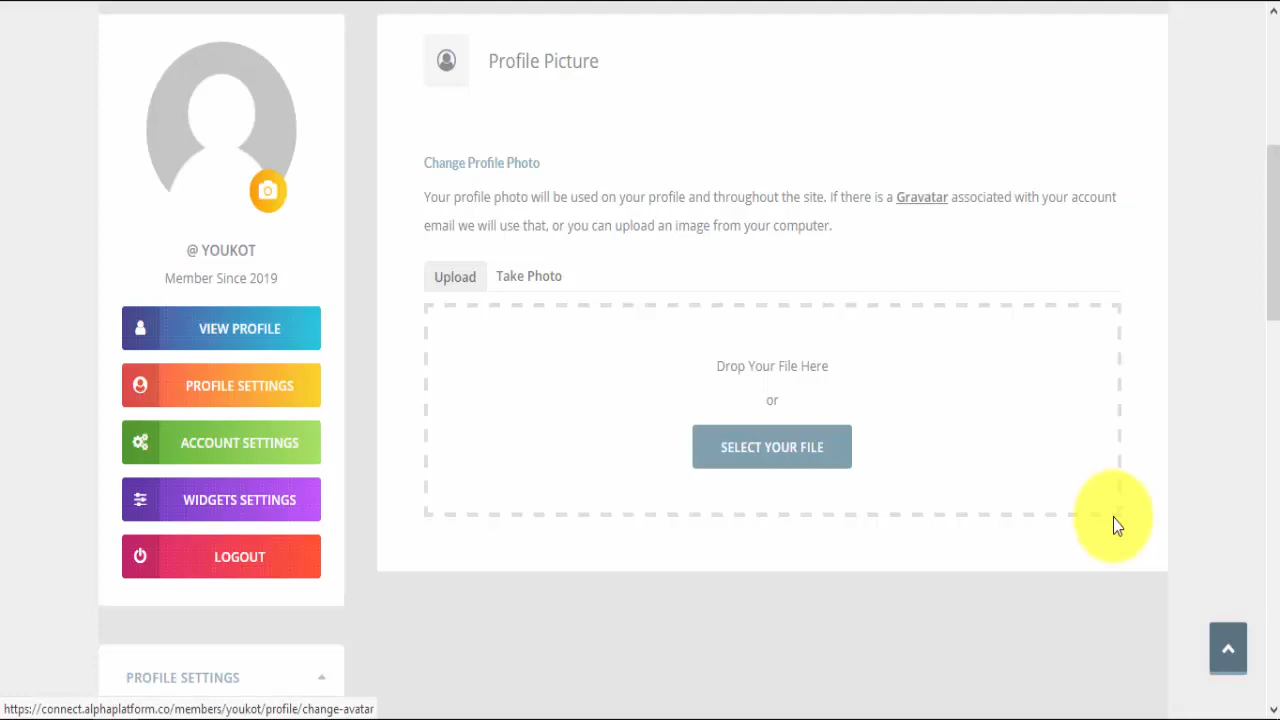 @ YOUKOT
Member Since 2019
VIEW PROFILE
PROFILE SETTINGS
ACCOUNT SETTINGS
WIDGETS SETTINGS
LOGOUT
PROFILE SETTINGS
Profile Picture
Change Profile Photo
Your profile photo will be used on your profile and throughout the site. If there is a Gravatar associated with your account
email we will use that, or you can upload an image from your computer.
Upload Take Photo
Drop Your File Here
or
SELECT YOUR FILE
https://connect.alphaplatform.co/members/youkot/profile/change-avatar